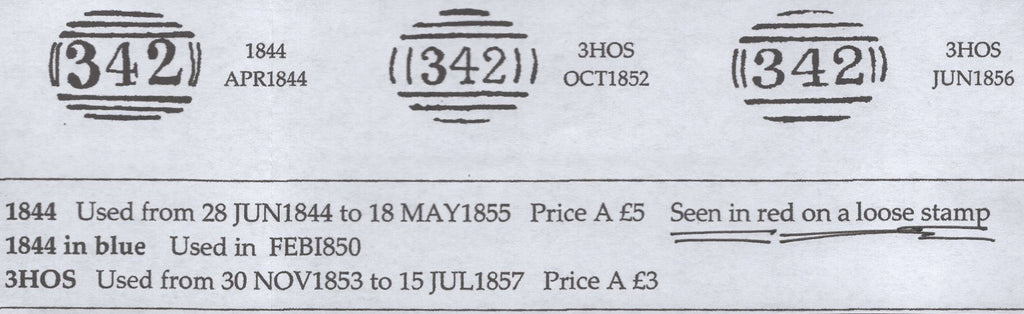 342 1844 342 3HOS 342 3HOS
APR1844 OCT1852 JUN1856
1844 Used from 28 JUN1844 to 18 MAY1855 Price A £5 Seen in red on a loose stamp
1844 in blue Used in FEBI850
3HOS Used from 30 NOV1853 to 15 JUL1857 Price A £3